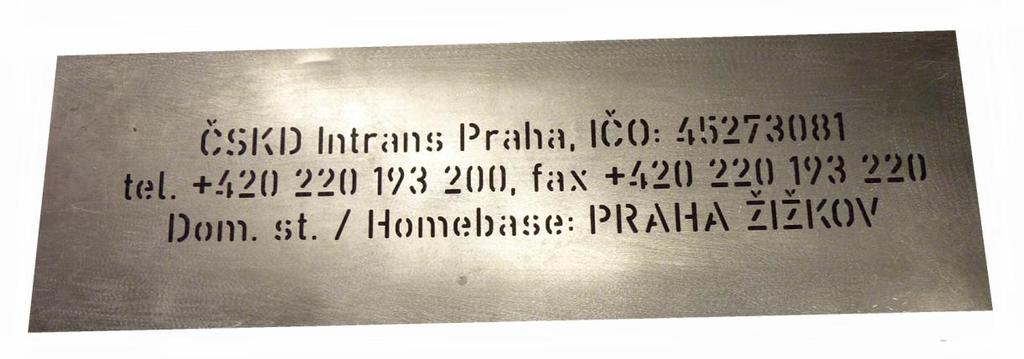 ČSKD Intrans Praha, IČO: 45273081
tel. +420 220 193 200, fax +420 220 193 220
Dom. st. / Homebase: PRAHA ŽIŽKOV